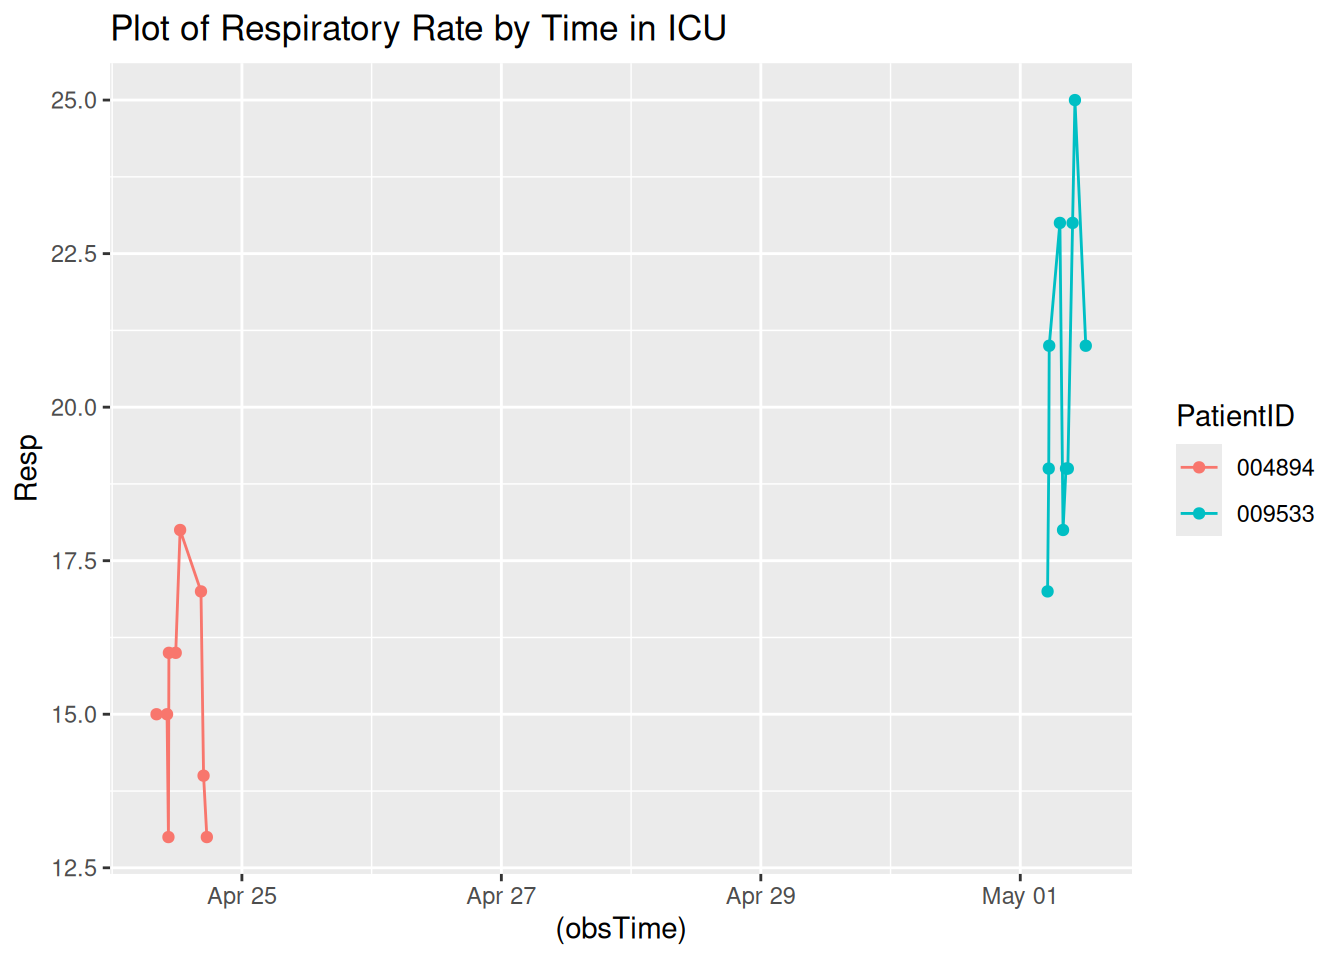 Plot of Respiratory Rate by Time in ICU
25.0
22.5
20.0
17.5
15.0
12.5
Resp
Apr 25
Apr 27
Apr 29
May 01
(obsTime)
PatientID
004894
009533